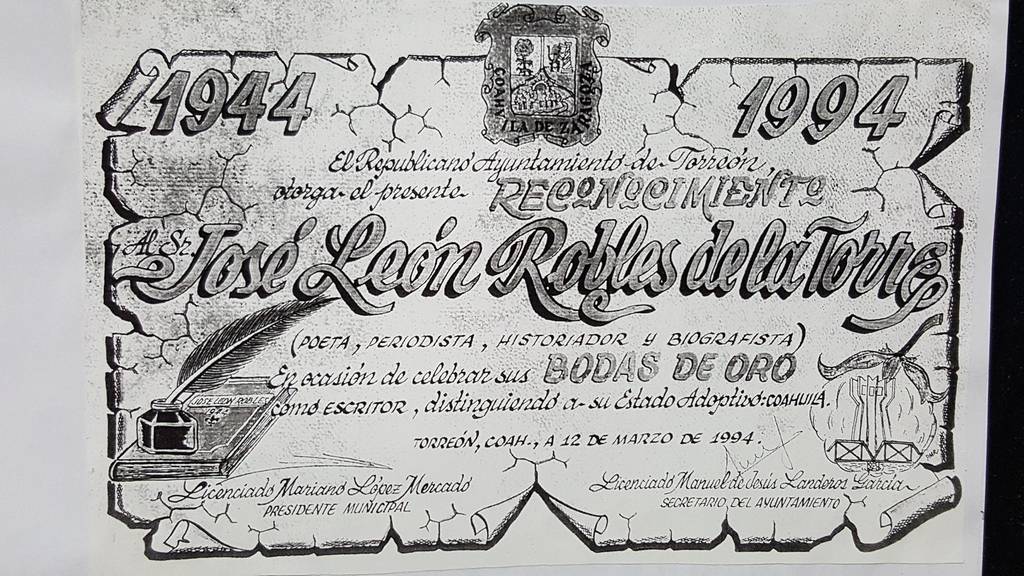 1944
1994
COAHUILA DE ZARAGOZA
El Republicano Ayuntamiento de Torreón,
otorga el presente RECONOCIMIENTO
Al Sr. José León Robles de la Torre
(POETA, PERIODISTA, HISTORIADOR Y BIOGRAFISTA)
En ocasión de celebrar sus BODAS DE ORO
JOSE LEON ROBLES
como ESCRITOR, distinguiendo a su Estado Adoptivo: COAHUILA.
TORREÓN, COAH., A 12 DE MARZO DE 1994.
Licenciado Mariano López Mercado
Licenciado Manuel de Jesús Landeros García
PRESIDENTE MUNICIPAL
SECRETARIO DEL AYUNTAMIENTO